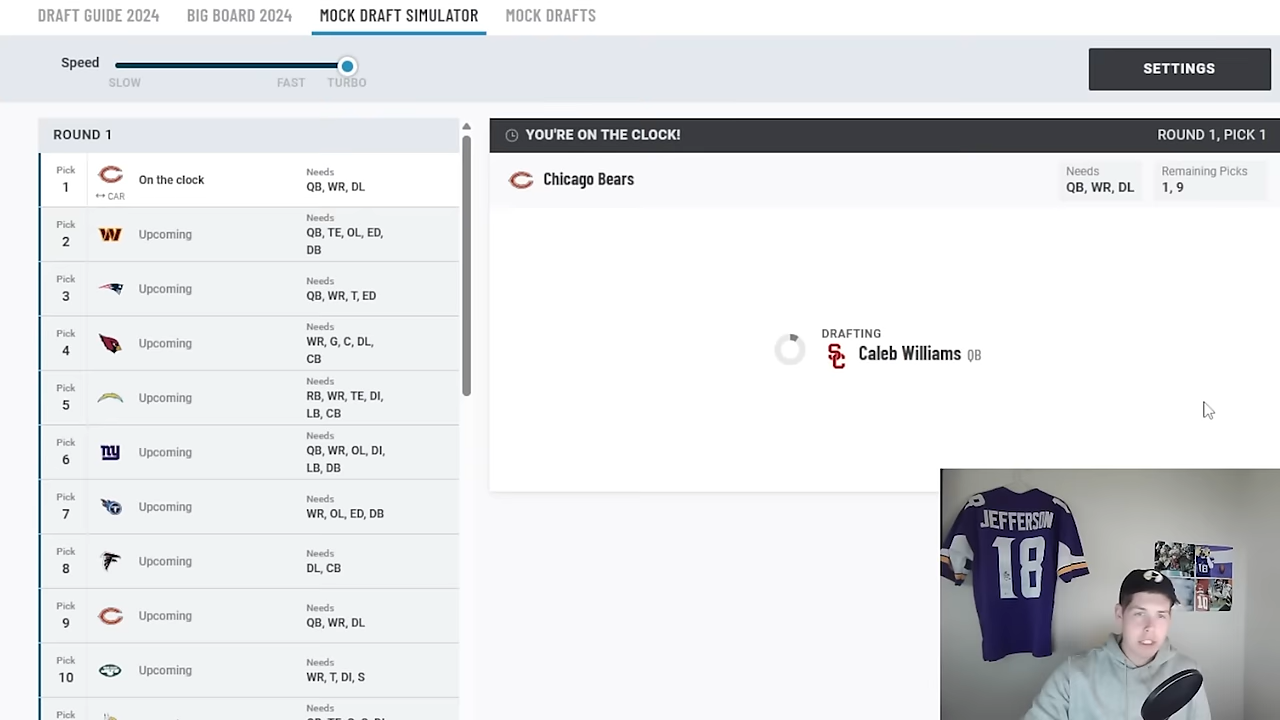 DRAFT GUIDE 2024 BIG BOARD 2024 MOCK DRAFT SIMULATOR MOCK DRAFTS
Speed
SLOW FAST TURBO
SETTINGS
ROUND 1
Pick
1
CAR
On the clock
Needs
QB, WR, DL
Pick
2
Upcoming
Needs
QB, TE, OL, ED,
DB
Pick
3
Upcoming
Needs
QB, WR, T, ED
Pick
4
Upcoming
Needs
WR, G, C, DL,
CB
Pick
5
Upcoming
Needs
RB, WR, TE, DI,
LB, CB
Pick
6
ny
Upcoming
Needs
QB, WR, OL, DI,
LB, DB
Pick
7
Upcoming
Needs
WR, OL, ED, DB
Pick
8
Upcoming
Needs
DL, CB
Pick
9
Upcoming
Needs
QB, WR, DL
Pick
10
Upcoming
Needs
WR, T, DI, S
Pick
Needs
YOU'RE ON THE CLOCK! ROUND 1, PICK 1
Chicago Bears
Needs
QB, WR, DL
Remaining Picks
1, 9
DRAFTING
SC Caleb Williams QB
JEFFERSON
18